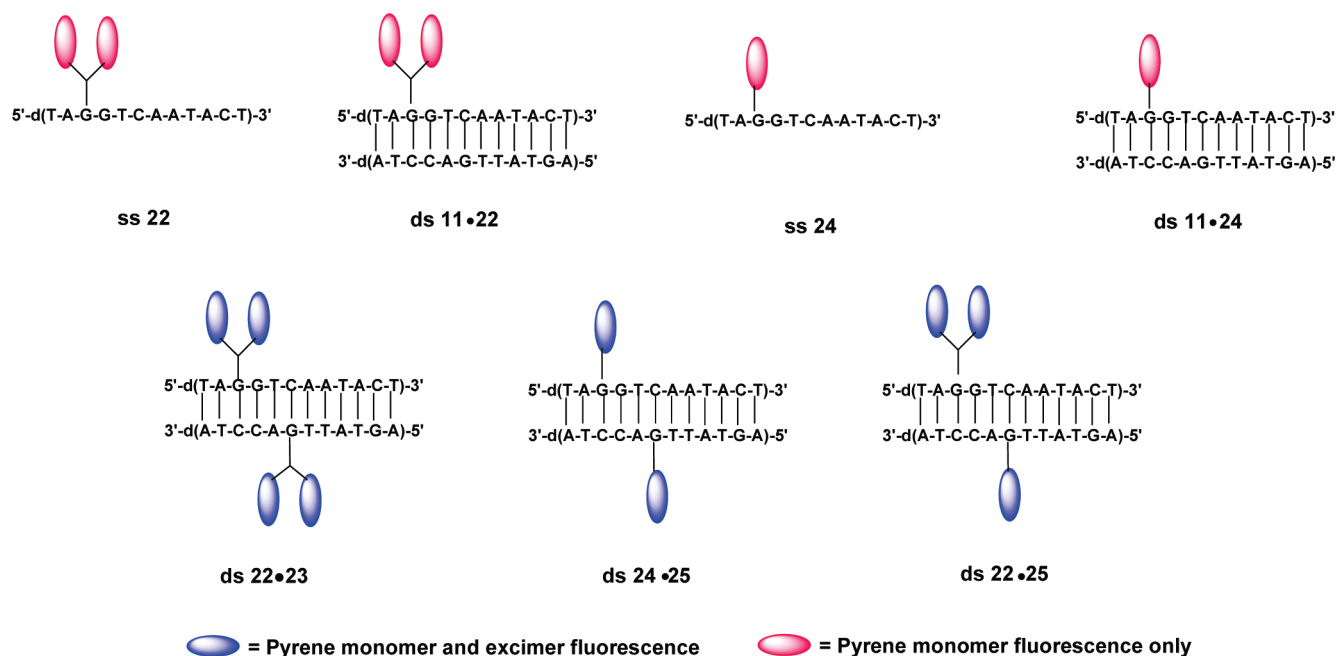 5'-d(T-A-G-G-T-C-A-A-T-A-C-T)-3'
ss 22
5'-d(T-A-G-G-T-C-A-A-T-A-C-T)-3'
3'-d(A-T-C-C-A-G-T-T-A-T-G-A)-5'
ds 11•22
5'-d(T-A-G-G-T-C-A-A-T-A-C-T)-3'
ss 24
5'-d(T-A-G-G-T-C-A-A-T-A-C-T)-3'
3'-d(A-T-C-C-A-G-T-T-A-T-G-A)-5'
ds 11•24
5'-d(T-A-G-G-T-C-A-A-T-A-C-T)-3'
3'-d(A-T-C-C-A-G-T-T-A-T-G-A)-5'
ds 22•23
5'-d(T-A-G-G-T-C-A-A-T-A-C-T)-3'
3'-d(A-T-C-C-A-G-T-T-A-T-G-A)-5'
ds 24•25
5'-d(T-A-G-G-T-C-A-A-T-A-C-T)-3'
3'-d(A-T-C-C-A-G-T-T-A-T-G-A)-5'
ds 22•25
= Pyrene monomer and excimer fluorescence
= Pyrene monomer fluorescence only